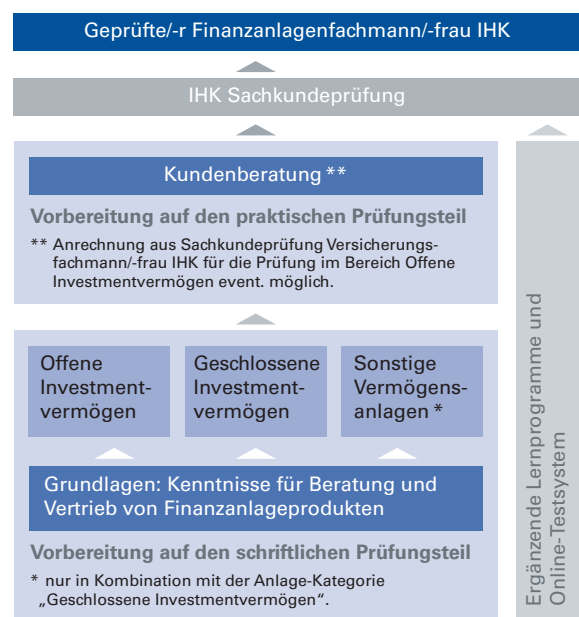 Geprüfte/-r Finanzanlagenfachmann/-frau IHK
IHK Sachkundeprüfung
Kundenberatung **
Vorbereitung auf den praktischen Prüfungsteil
** Anrechnung aus Sachkundeprüfung Versicherungs-
fachmann/-frau IHK für die Prüfung im Bereich Offene
Investmentvermögen event. möglich.
Offene
Investment-
vermögen
Geschlossene
Investment-
vermögen
Sonstige
Vermögens-
anlagen *
Grundlagen: Kenntnisse für Beratung und
Vertrieb von Finanzanlageprodukten
Vorbereitung auf den schriftlichen Prüfungsteil
* nur in Kombination mit der Anlage-Kategorie
„Geschlossene Investmentvermögen“.
Ergänzende Lernprogramme und
Online-Testsystem